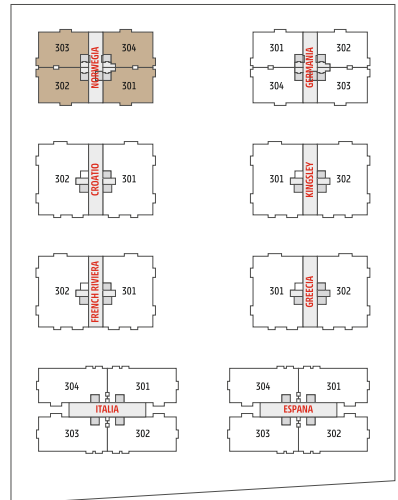 303 304
NORWEGIA
302 301
301 302
GERMANIA
304 303
302 CROATIO 301
301 KINGSLEY 302
302 FRENCH RIVIERA 301
301 GREECIA 302
304 301
ITALIA
303 302
304 301
ESPANA
303 302